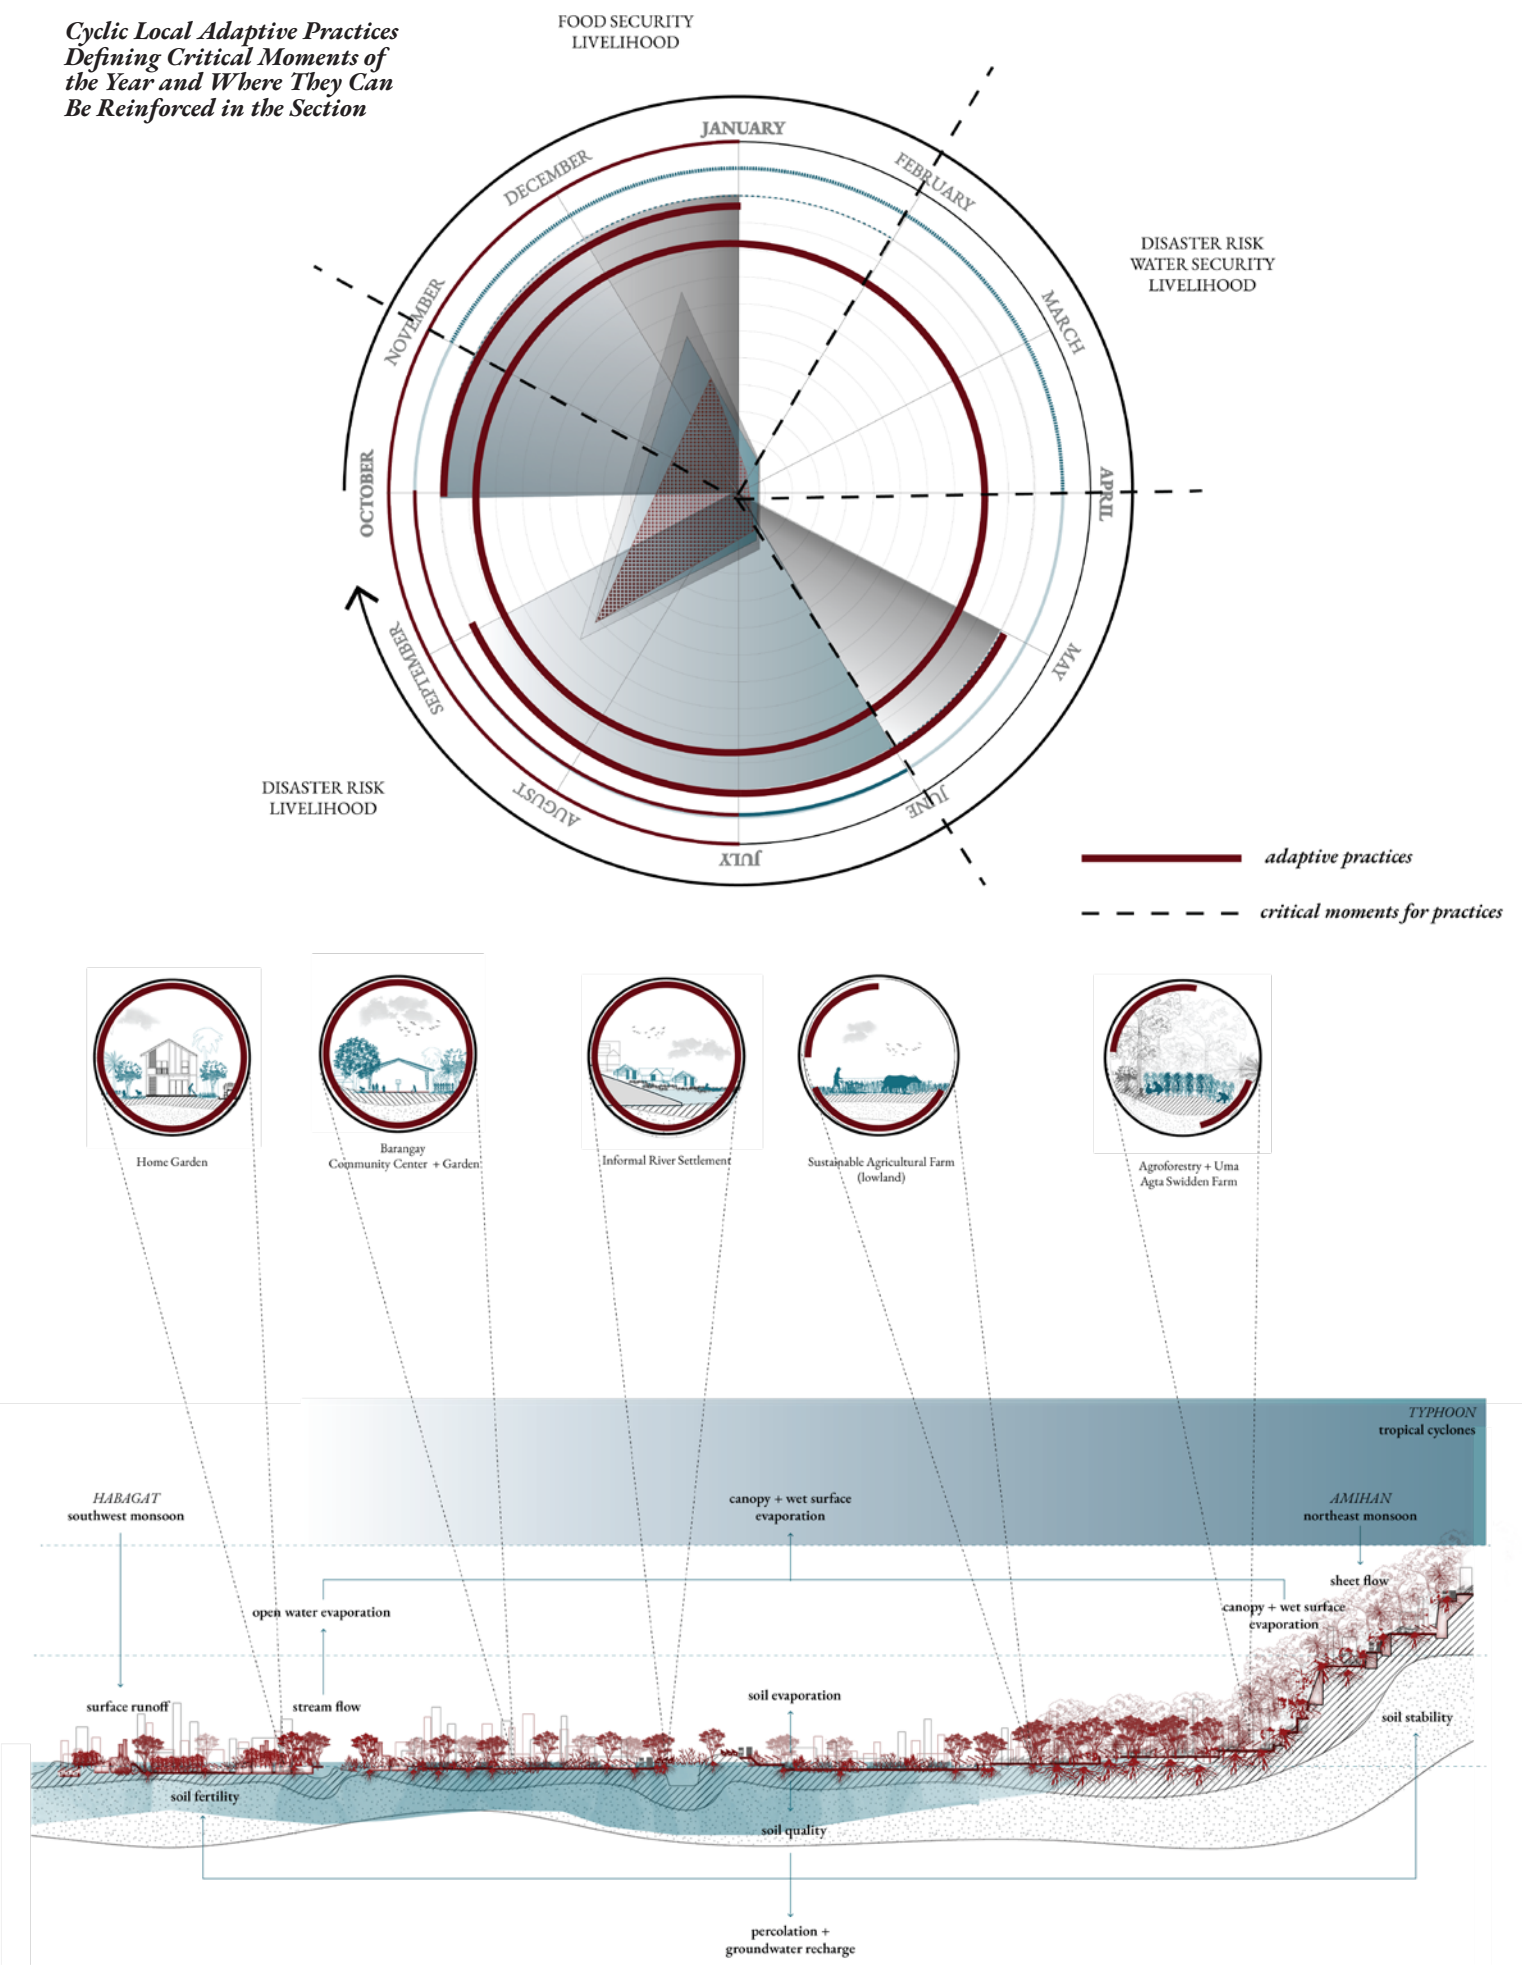 Cyclic Local Adaptive Practices
Defining Critical Moments of
the Year and Where They Can
Be Reinforced in the Section
FOOD SECURITY
LIVELIHOOD
DISASTER RISK
WATER SECURITY
LIVELIHOOD
DISASTER RISK
LIVELIHOOD
JANUARY
FEBRUARY
MARCH
APRIL
MAY
JUNE
JULY
AUGUST
SEPTEMBER
OCTOBER
NOVEMBER
DECEMBER
adaptive practices
critical moments for practices
Home Garden
Barangay
Community Center + Garden
Informal River Settlement
Sustainable Agricultural Farm
(lowland)
Agroforestry + Uma
Agta Swidden Farm
TYPHOON
tropical cyclones
HABAGAT
southwest monsoon
canopy + wet surface
evaporation
AMIHAN
northeast monsoon
sheet flow
open water evaporation
canopy + wet surface
evaporation
surface runoff
stream flow
soil evaporation
soil stability
soil fertility
soil quality
percolation +
groundwater recharge